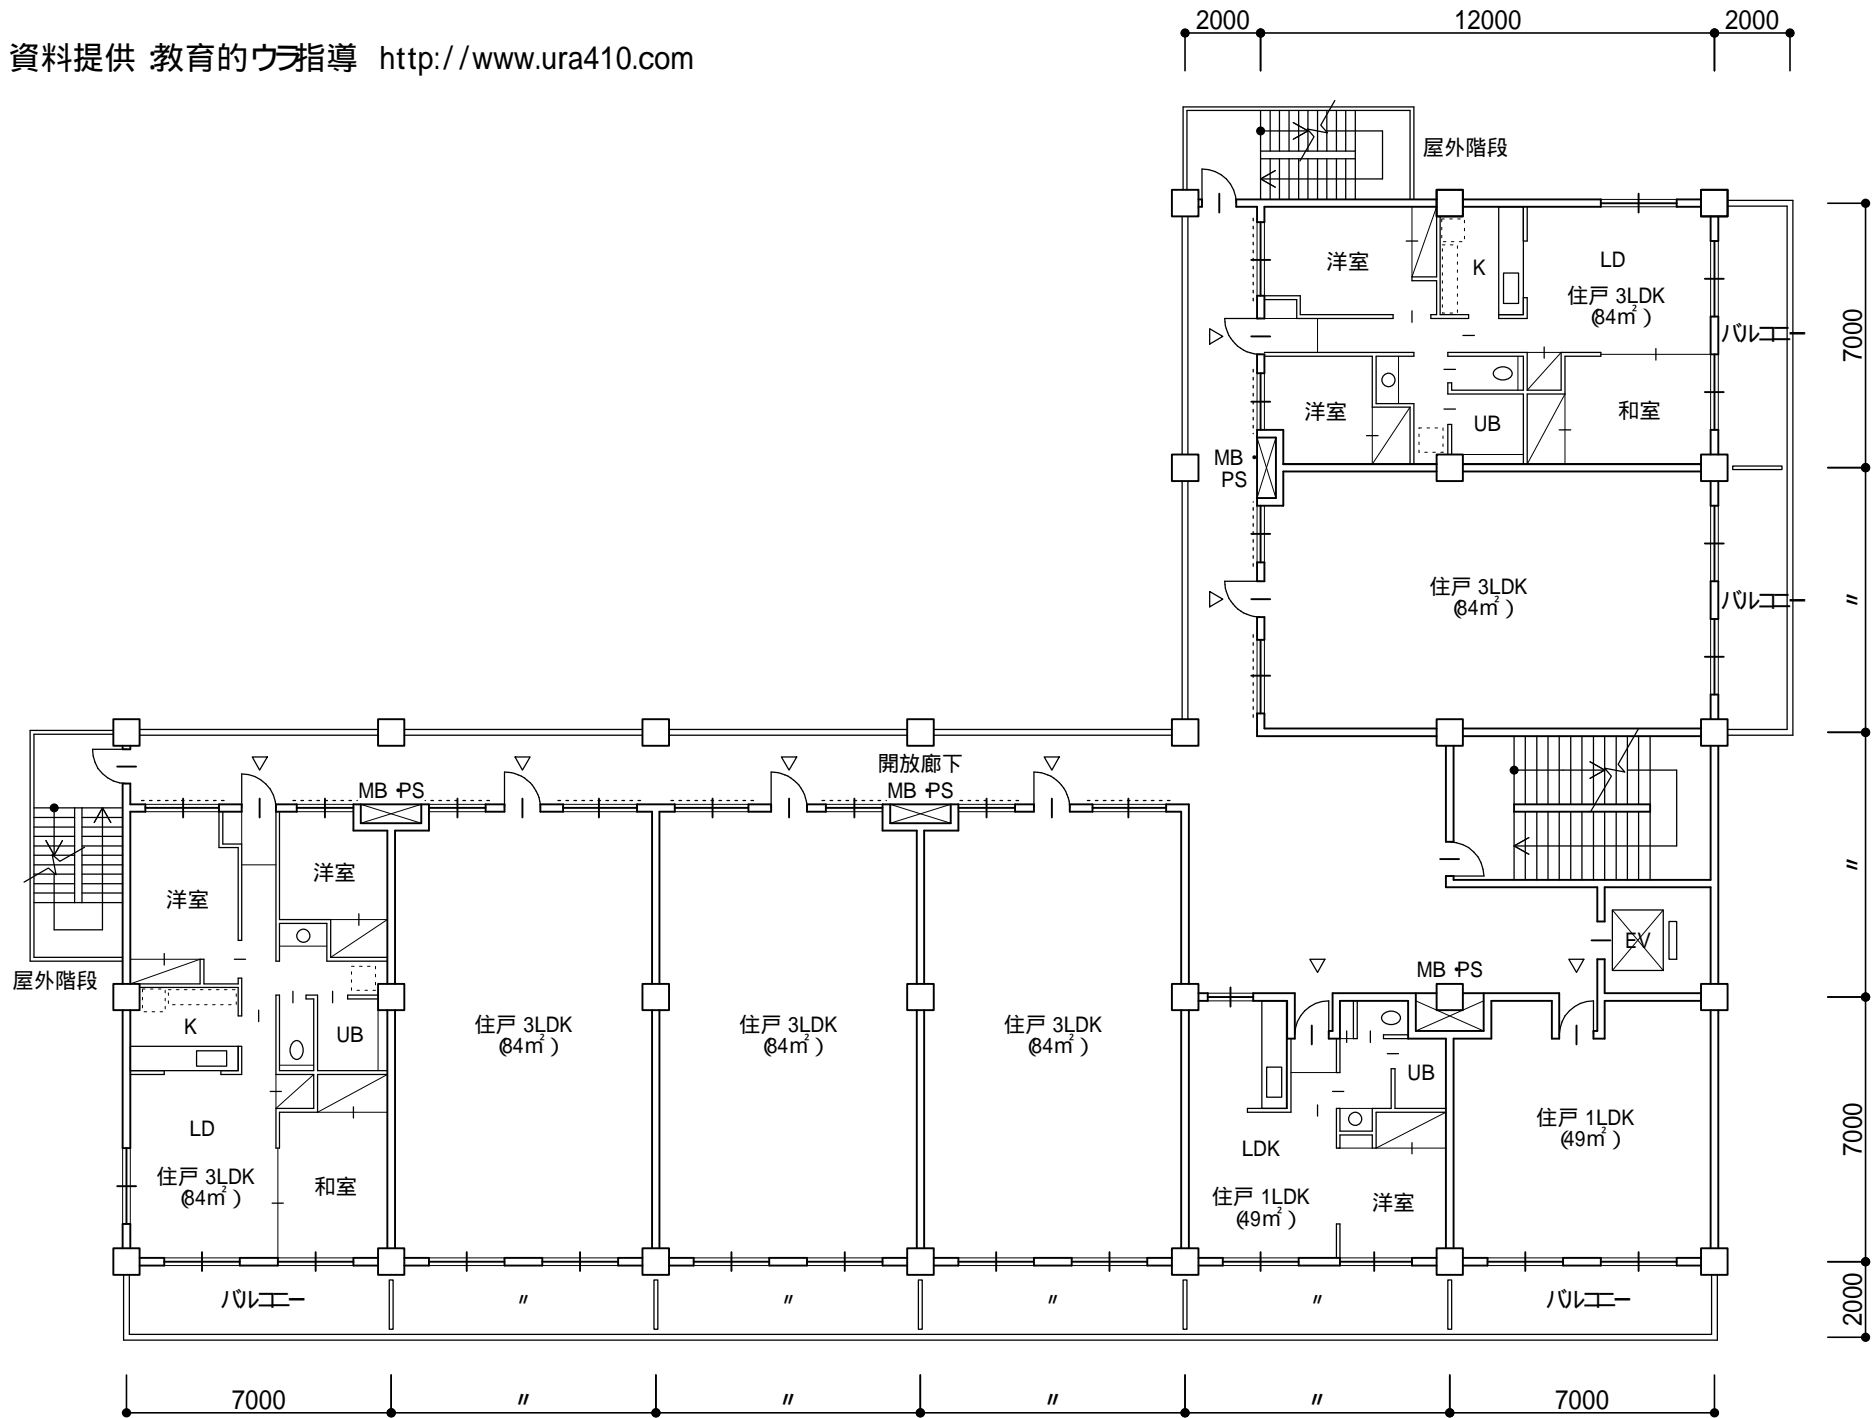 2000 12000 2000
資料提供:教育的ウラ指導 http://www.ura410.com
屋外階段
洋室
K
LD
住戸 3LDK
(84㎡)
バルコニー
7000
洋室
UB
和室
MB・
PS
住戸 3LDK
(84㎡)
バルコニー
〃
開放廊下
MB・PS
MB・PS
洋室
洋室
〃
屋外階段
EV
MB・PS
K
UB
住戸 3LDK
(84㎡)
住戸 3LDK
(84㎡)
住戸 3LDK
(84㎡)
UB
LD
住戸 3LDK
(84㎡)
和室
LDK
住戸 1LDK
(49㎡)
洋室
住戸 1LDK
(49㎡)
7000
バルコニー
〃
〃
〃
〃
バルコニー
2000
7000 〃 〃 〃 〃 7000